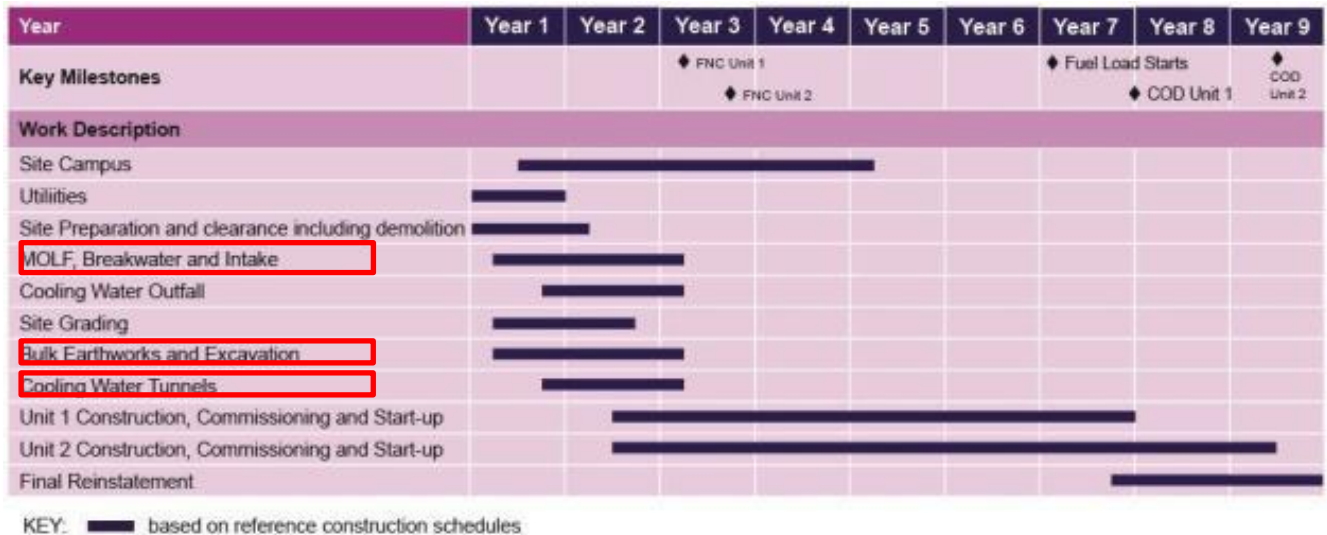 Year Year 1 Year 2 Year 3 Year 4 Year 5 Year 6 Year 7 Year 8 Year 9
Key Milestones
FNC Unit 1
FNC Unit 2
Fuel Load Starts
COD Unit 1
COD
Unit 2
Work Description
Site Campus
Utiliities
Site Preparation and clearance including demolition
MOLF, Breakwater and Intake
Cooling Water Outfall
Site Grading
Bulk Earthworks and Excavation
Cooling Water Tunnels
Unit 1 Construction, Commissioning and Start-up
Unit 2 Construction, Commissioning and Start-up
Final Reinstatement
KEY: based on reference construction schedules